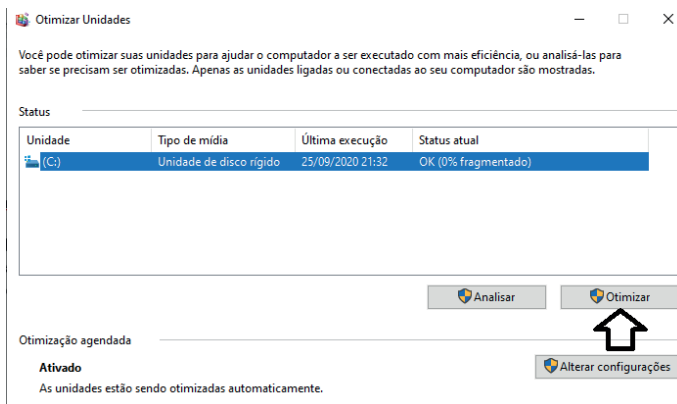 Otimizar Unidades
Você pode otimizar suas unidades para ajudar o computador a ser executado com mais eficiência, ou analisá-las para
saber se precisam ser otimizadas. Apenas as unidades ligadas ou conectadas ao seu computador são mostradas.
Status
Unidade Tipo de mídia Última execução Status atual
(C:) Unidade de disco rígido 25/09/2020 21:32 OK (0% fragmentado)
Analisar Otimizar
Otimização agendada
Ativado Alterar configurações
As unidades estão sendo otimizadas automaticamente.